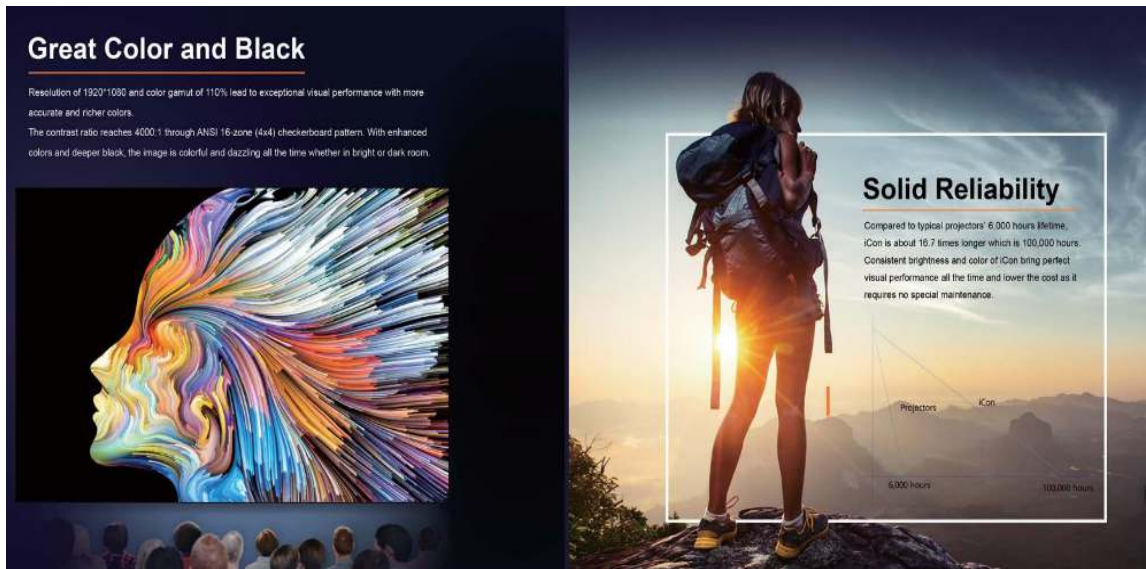 Great Color and Black
Resolution of 1920*1080 and color gamut of 110% lead to exceptional visual performance with more
accurate and richer colors.
The contrast ratio reaches 4000:1 through ANSI 16-zone (4x4) checkerboard pattern. With enhanced
colors and deeper black, the image is colorful and dazzling all the time whether in bright or dark room.
Solid Reliability
Compared to typical projectors' 6,000 hours lifetime,
iCon is about 16.7 times longer which is 100,000 hours.
Consistent brightness and color of iCon bring perfect
visual performance all the time and lower the cost as it
requires no special maintenance.
Projectors
iCon
6,000 hours
100,000 hours